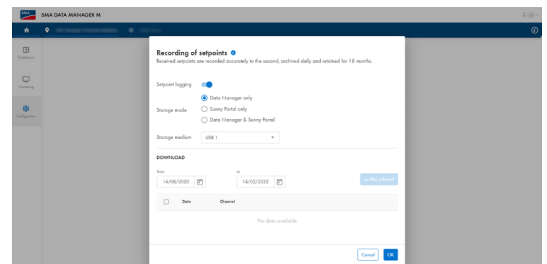 SMA
SMA DATA MANAGER M
Dashboard
Monitoring
Configuration
Recording of setpoints
Received setpoints are recorded accurately to the second, archived daily and retained for 18 months.
Setpoint logging
Storage mode
Data Manager only
Sunny Portal only
Data Manager & Sunny Portal
Storage medium
USB 1
DOWNLOAD
from
to
14/08/2020
14/02/2022
Date
Channel
No data available
Cancel
OK